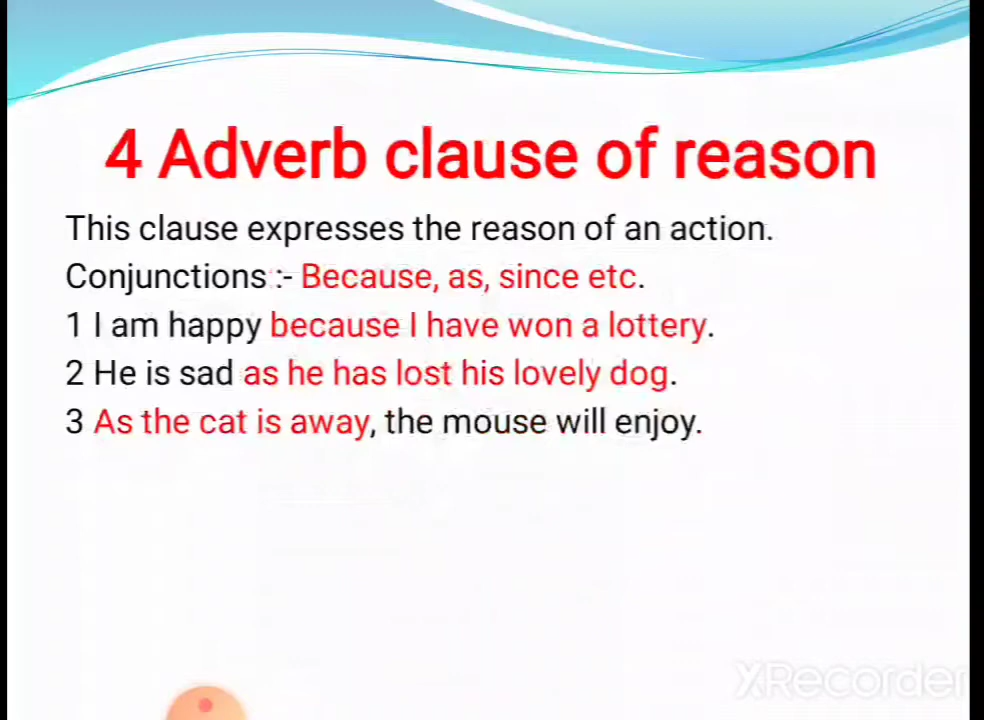 4 Adverb clause of reason
This clause expresses the reason of an action.
Conjunctions :- Because, as, since etc.
1 I am happy because I have won a lottery.
2 He is sad as he has lost his lovely dog.
3 As the cat is away, the mouse will enjoy.
XRecorder